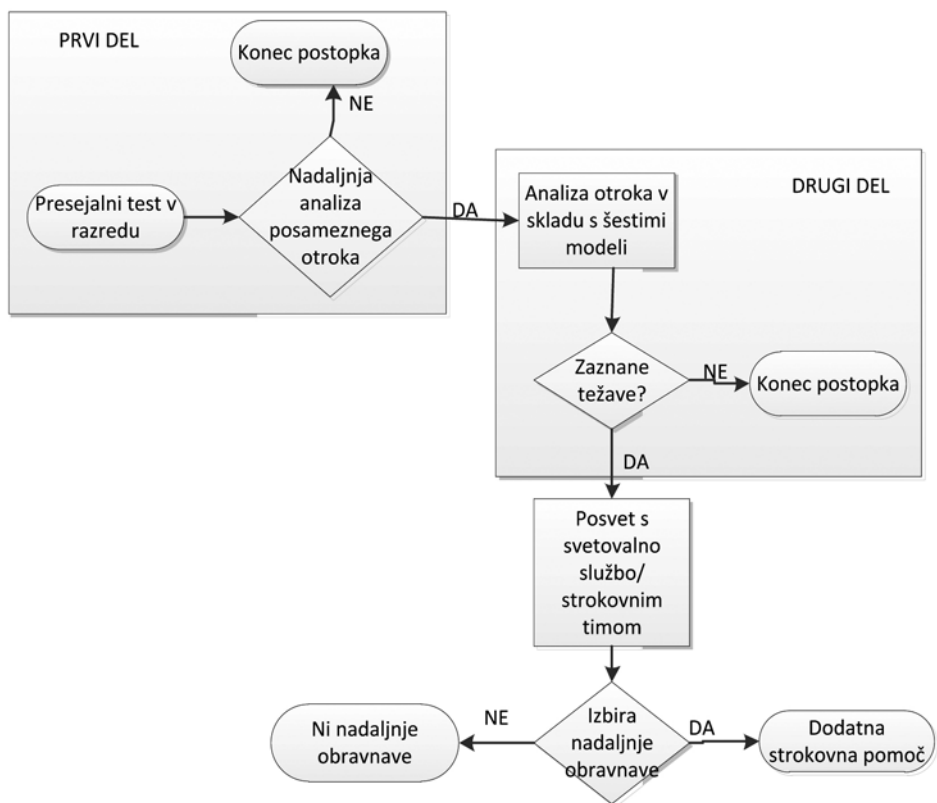 PRVI DEL
Konec postopka
NE
Nadaljnja
analiza
posameznega
otroka
Presejalni test v
razredu
DA
DRUGI DEL
Analiza otroka v
skladu s šestimi
modeli
Zaznane
težave?
NE
Konec postopka
DA
Posvet s
svetovalno
službo/
strokovnim
timom
Izbira
nadaljnje
obravnave
NE
Ni nadaljnje
obravnave
DA
Dodatna
strokovna pomoč